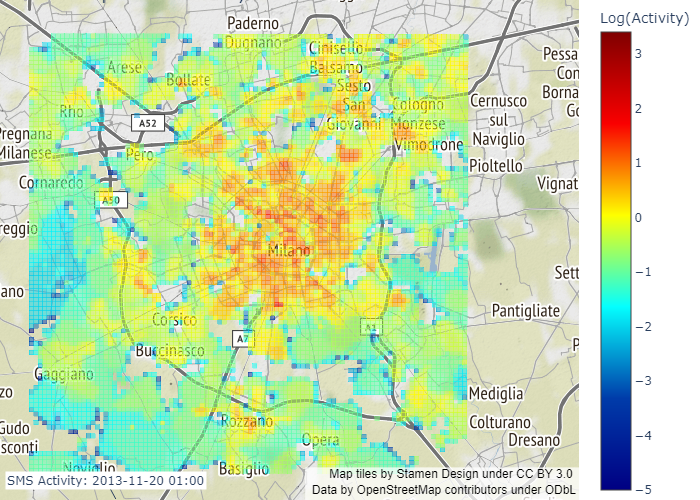 Log(Activity)
Paderno
Dugnano
Cinisello
Balsamo
Pessa
Arese
Con
Bollate
Sesto
Borna
San
Cologno
Cernusco
Go
Rho
A52
Giovanni
Monzese
sul
Pregnana
Naviglio
Milanese
Pero
Vimodrone
Pioltello
Cornaredo
Vignat
A50
reggio
Milano
Sett
ano
Pantigliate
Corsico
A1
A7
P
Buccinasco
Gaggiano
zo
Mediglia
Rozzano
Colturano
Gudo
Opera
Dresano
sconti
Noviglio
Basiglio
SMS Activity: 2013-11-20 01:00
Map tiles by Stamen Design under CC BY 3.0
Data by OpenStreetMap contributors under ODbL
3
2
1
0
−1
−2
−3
−4
−5